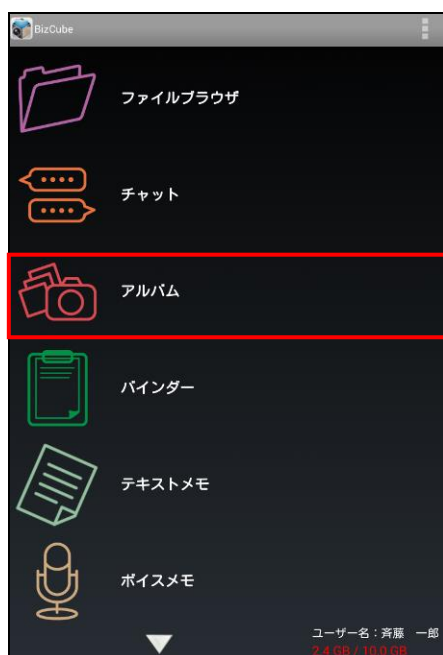 BizCube
ファイルブラウザ
チャット
アルバム
バインダー
テキストメモ
ボイスメモ
ユーザー名：斉藤　一郎
2.4 GB / 10.0 GB